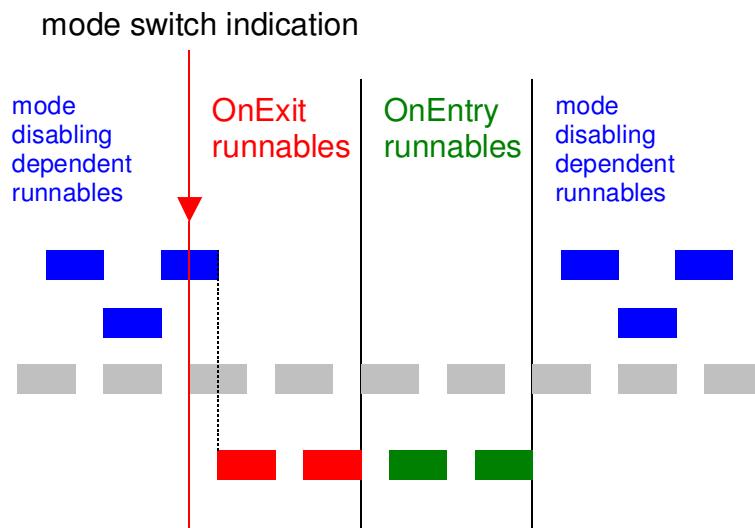 mode switch indication
mode
disabling
dependent
runnables
OnExit
runnables
OnEntry
runnables
mode
disabling
dependent
runnables